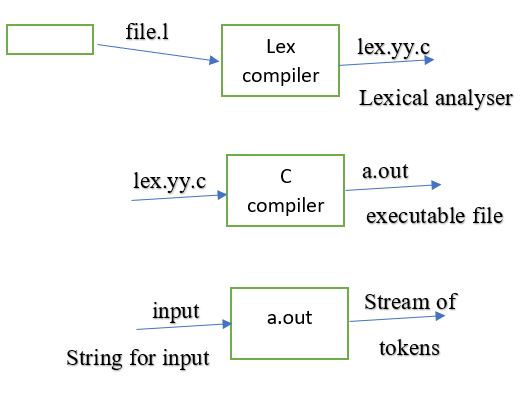 file.l
Lex
compiler
lex.yy.c
Lexical analyser
lex.yy.c
C
compiler
a.out
executable file
input
String for input
a.out
Stream of
tokens